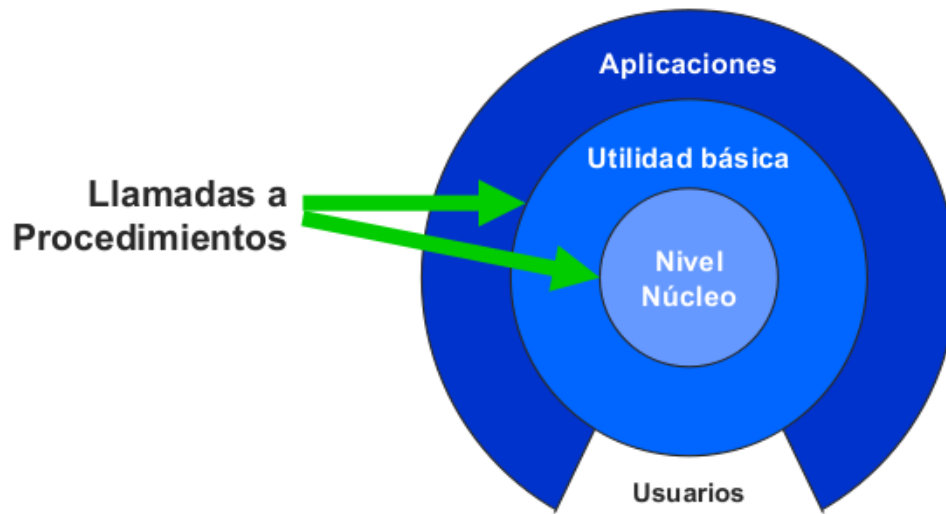 Aplicaciones
Utilidad básica
Llamadas a
Procedimientos
Nivel
Núcleo
Usuarios